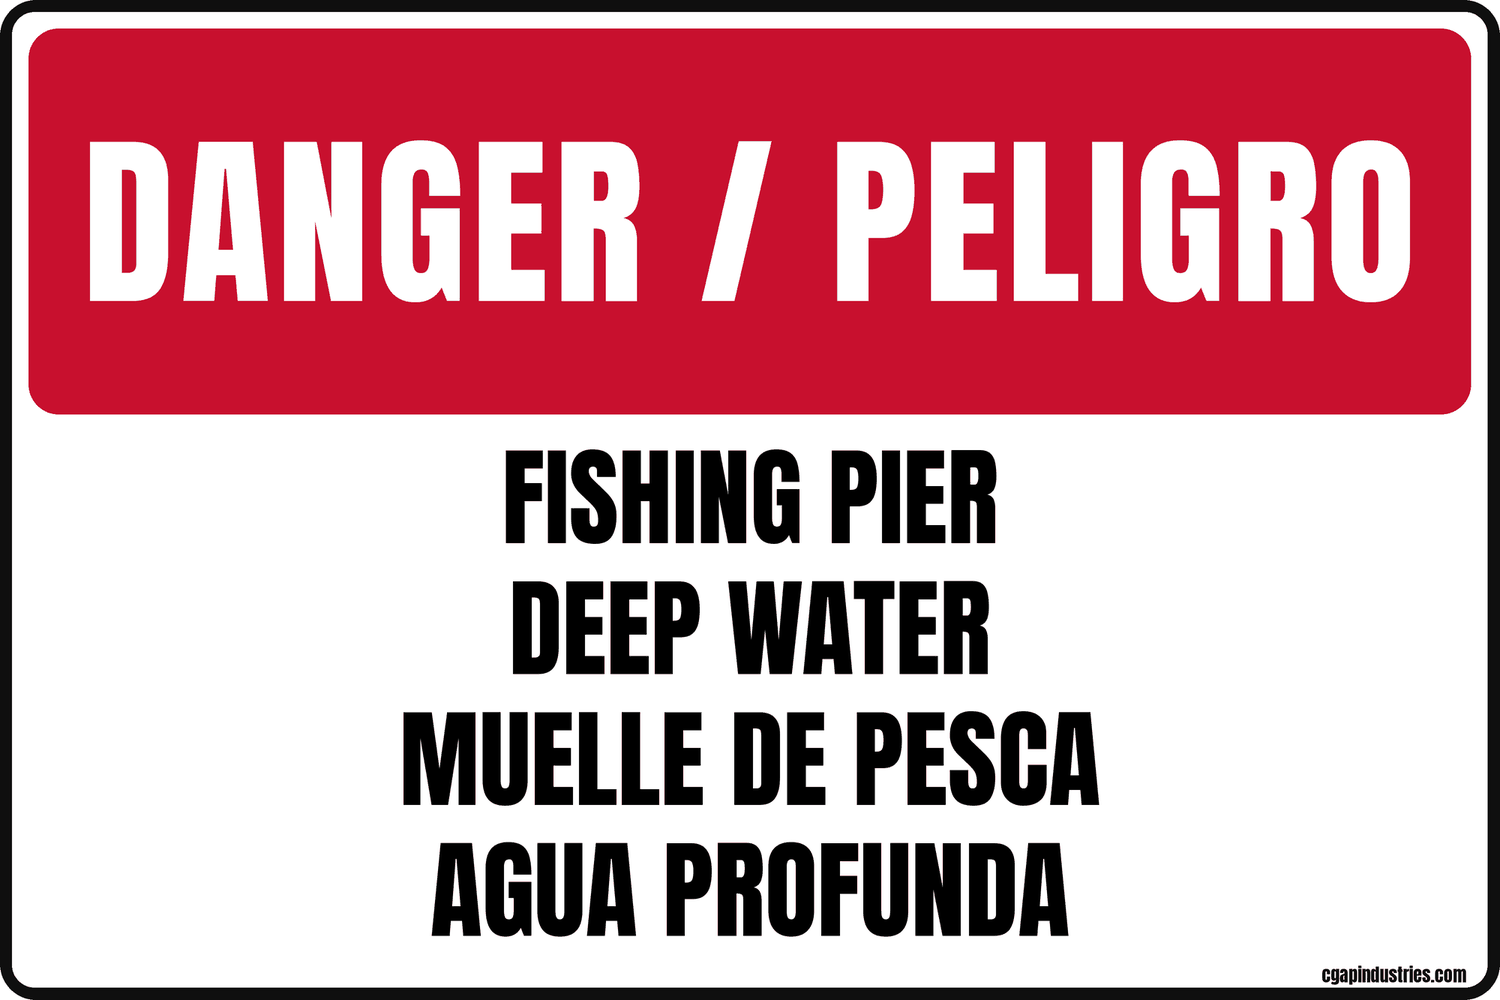 DANGER / PELIGRO
FISHING PIER
DEEP WATER
MUELLE DE PESCA
AGUA PROFUNDA
cgapindustries.com